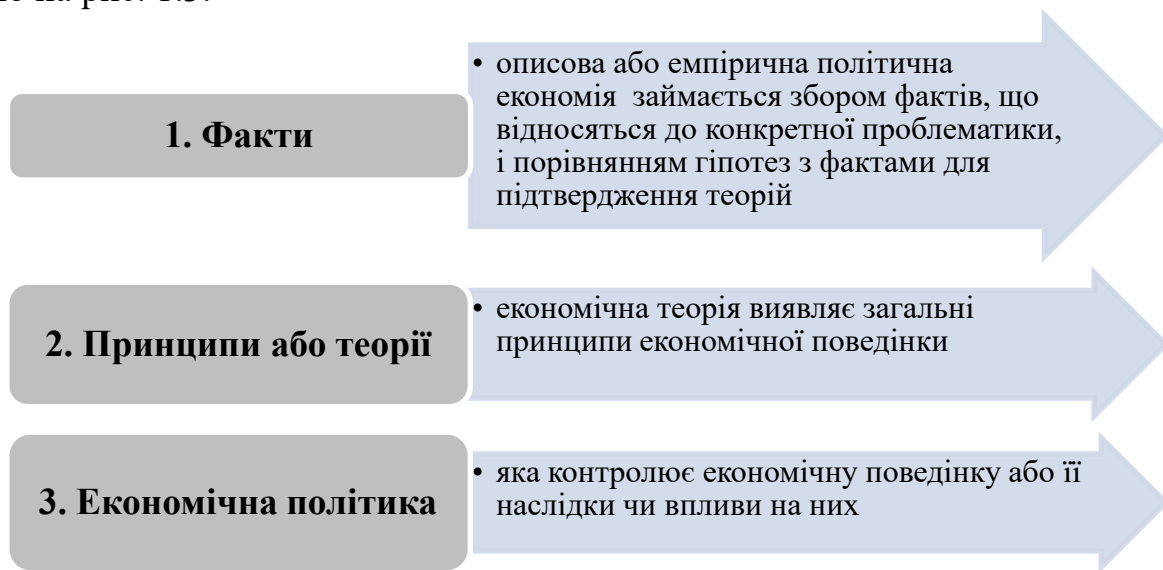 на рис. 1.3.
1. Факти
• описова або емпірична політична
економія займається збором фактів, що
відносяться до конкретної проблематики,
і порівнянням гіпотез з фактами для
підтвердження теорій
2. Принципи або теорії
• економічна теорія виявляє загальні
принципи економічної поведінки
3. Економічна політика
• яка контролює економічну поведінку або її
наслідки чи впливи на них